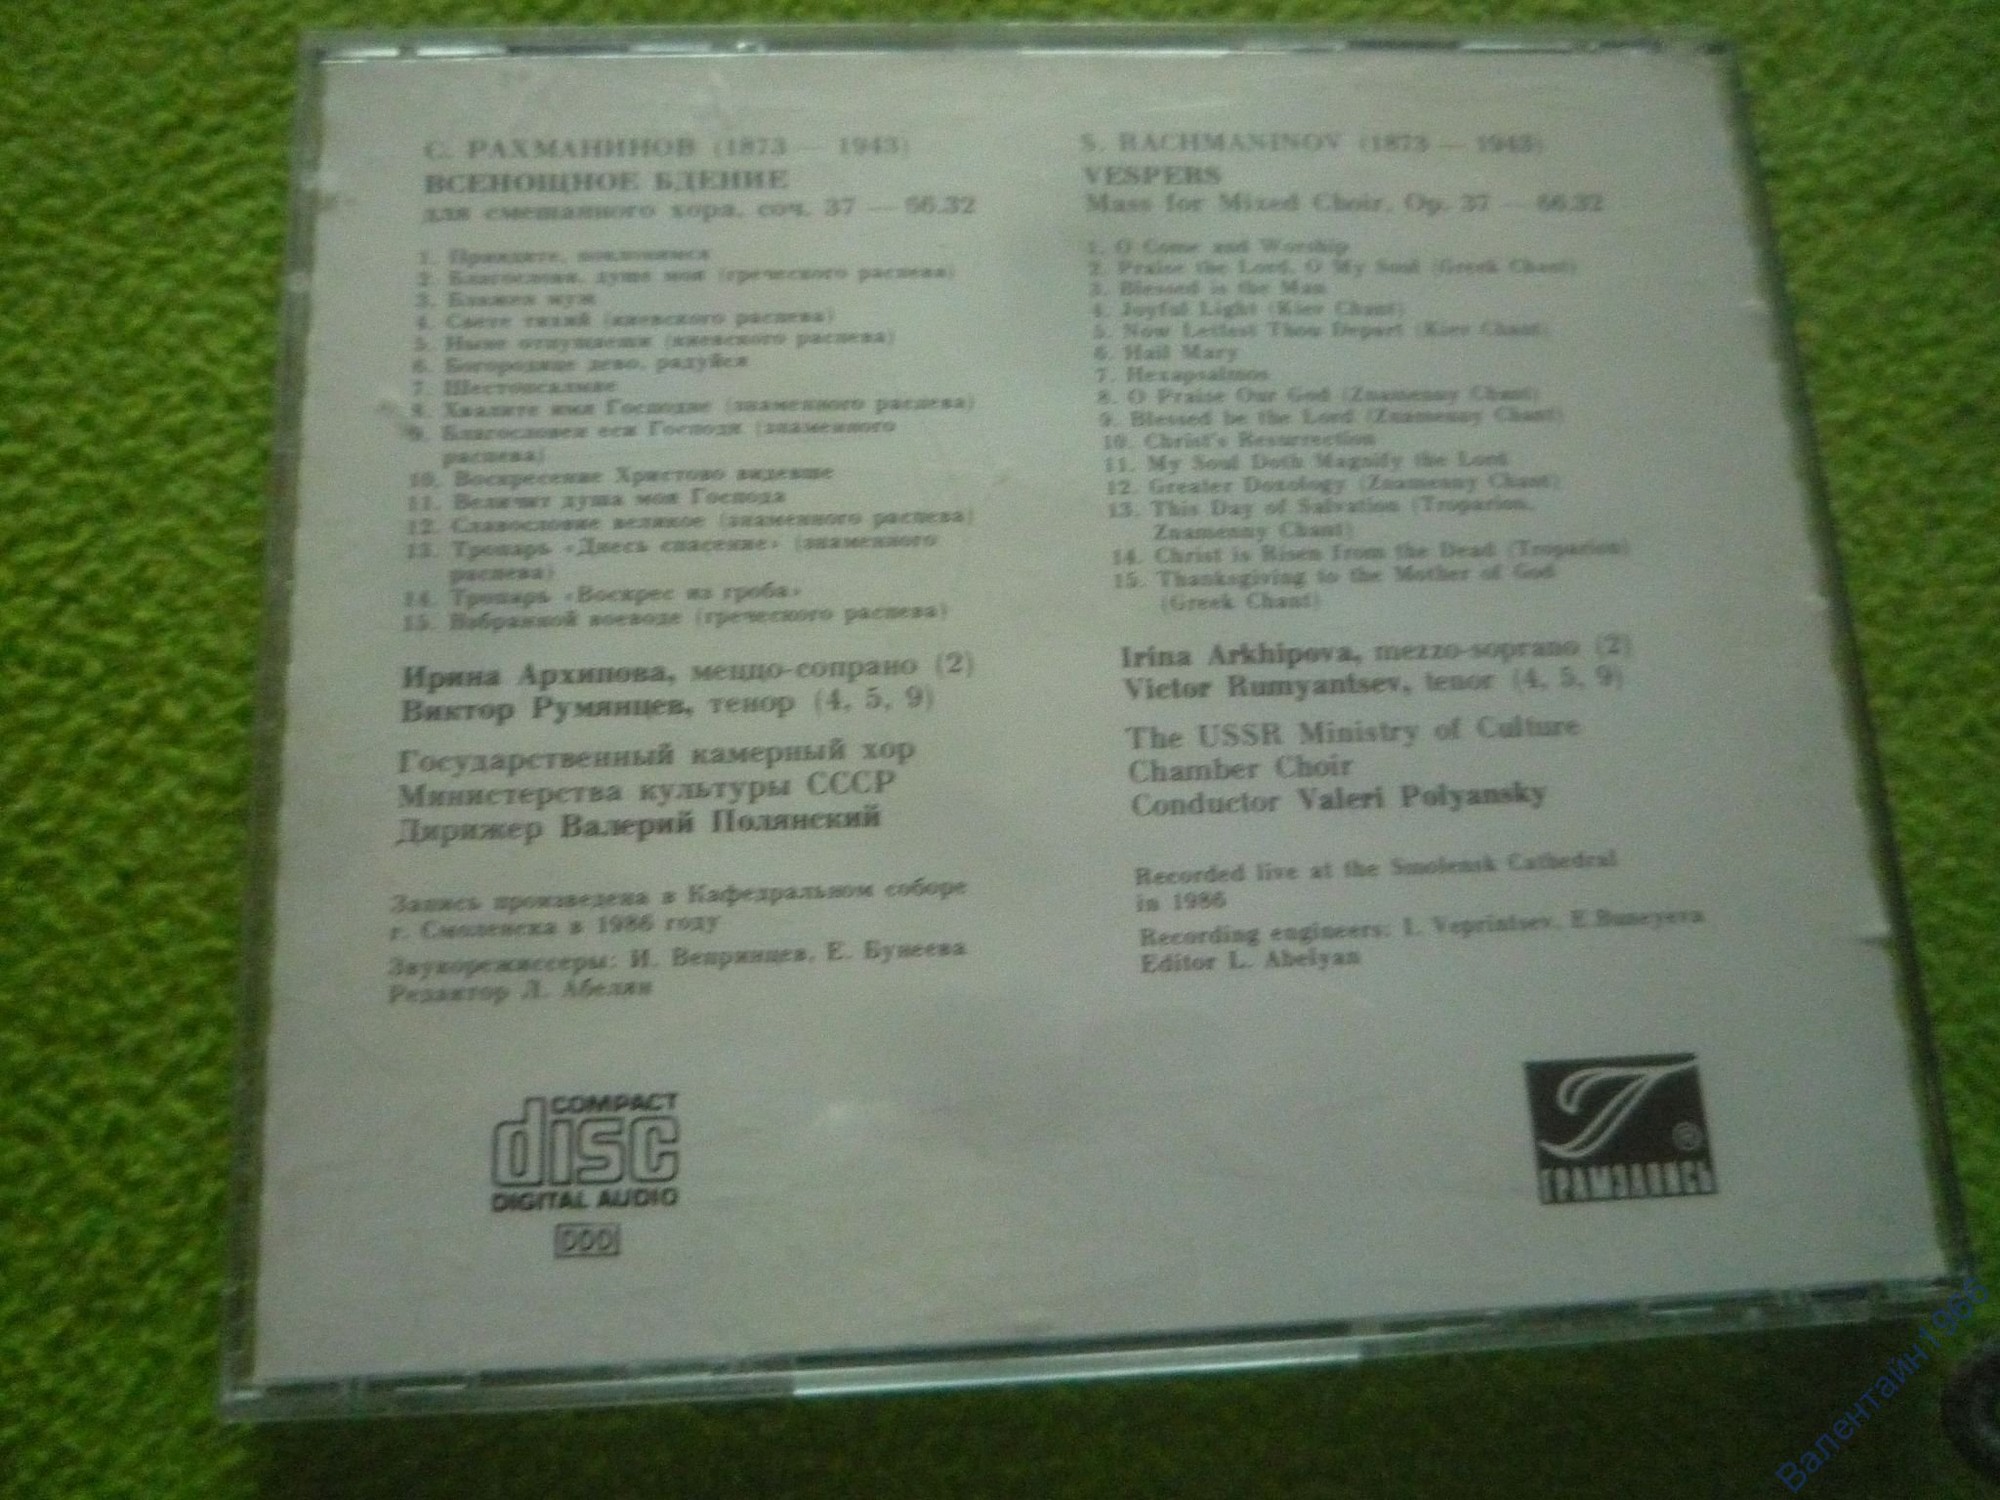 С. РАХМАНИНОВ (1873 — 1943)
ВСЕНОЩНОЕ БДЕНИЕ
для смешанного хора, соч. 37 — 66.32
1. Приидите, поклонимся
2. Благослови, душе моя (греческого распева)
3. Блажен муж
4. Свете тихий (киевского распева)
5. Ныне отпущаеши (киевского распева)
6. Богородице дево, радуйся
7. Шестопсалмие
8. Хвалите имя Господне (знаменного распева)
9. Благословен еси Господи (знаменного
распева)
10. Воскресение Христово видевше
11. Величит душа моя Господа
12. Славословие великое (знаменного распева)
13. Тропарь «Днесь спасение» (знаменного
распева)
14. Тропарь «Воскрес из гроба»
15. Взбранной воеводе (греческого распева)
Ирина Архипова, меццо-сопрано (2)
Виктор Румянцев, тенор (4, 5, 9)
Государственный камерный хор
Министерства культуры СССР
Дирижер Валерий Полянский
Запись произведена в Кафедральном соборе
г. Смоленска в 1986 году
Звукорежиссеры: И. Вепринцев, Е. Бунеева
Редактор Л. Абелян
COMPACT
disc
DIGITAL AUDIO
DDD
S. RACHMANINOV (1873 — 1943)
VESPERS
Mass for Mixed Choir, Op. 37 — 66.32
1. O Come and Worship
2. Praise the Lord, O My Soul (Greek Chant)
3. Blessed is the Man
4. Joyful Light (Kiev Chant)
5. Now Lettest Thou Depart (Kiev Chant)
6. Hail Mary
7. Hexapsalmos
8. O Praise Our God (Znamenny Chant)
9. Blessed be the Lord (Znamenny Chant)
10. Christ's Resurrection
11. My Soul Doth Magnify the Lord
12. Greater Doxology (Znamenny Chant)
13. This Day of Salvation (Troparion,
Znamenny Chant)
14. Christ is Risen from the Dead (Troparion)
15. Thanksgiving to the Mother of God
(Greek Chant)
Irina Arkhipova, mezzo-soprano (2)
Victor Rumyantsev, tenor (4, 5, 9)
The USSR Ministry of Culture
Chamber Choir
Conductor Valeri Polyansky
Recorded live at the Smolensk Cathedral
in 1986
Recording engineers: I. Veprintsev, E.Buneyeva
Editor L. Abelyan
Г ®
ГРАМЗАПИСЬ
Валентайн1965